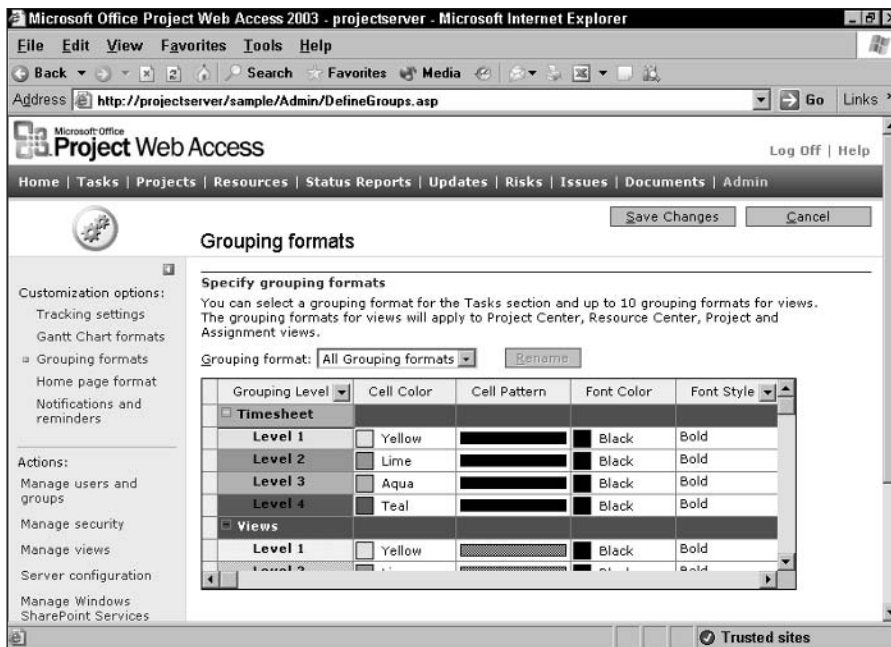 Microsoft Office Project Web Access 2003 - projectserver - Microsoft Internet Explorer
File Edit View Favorites Tools Help
Back Search Favorites Media
Address http://projectserver/sample/Admin/DefineGroups.asp Go Links
Microsoft Office
Project Web Access
Log Off | Help
Home | Tasks | Projects | Resources | Status Reports | Updates | Risks | Issues | Documents | Admin
Save Changes Cancel
Grouping formats
Customization options:
Tracking settings
Gantt Chart formats
Grouping formats
Home page format
Notifications and
reminders
Actions:
Manage users and
groups
Manage security
Manage views
Server configuration
Manage Windows
SharePoint Services
Specify grouping formats
You can select a grouping format for the Tasks section and up to 10 grouping formats for views.
The grouping formats for views will apply to Project Center, Resource Center, Project and
Assignment views.
Grouping format: All Grouping formats Rename
Grouping Level Cell Color Cell Pattern Font Color Font Style
Timesheet
Level 1 Yellow Black Bold
Level 2 Lime Black Bold
Level 3 Aqua Black Bold
Level 4 Teal Black Bold
Views
Level 1 Yellow Black Bold
Trusted sites